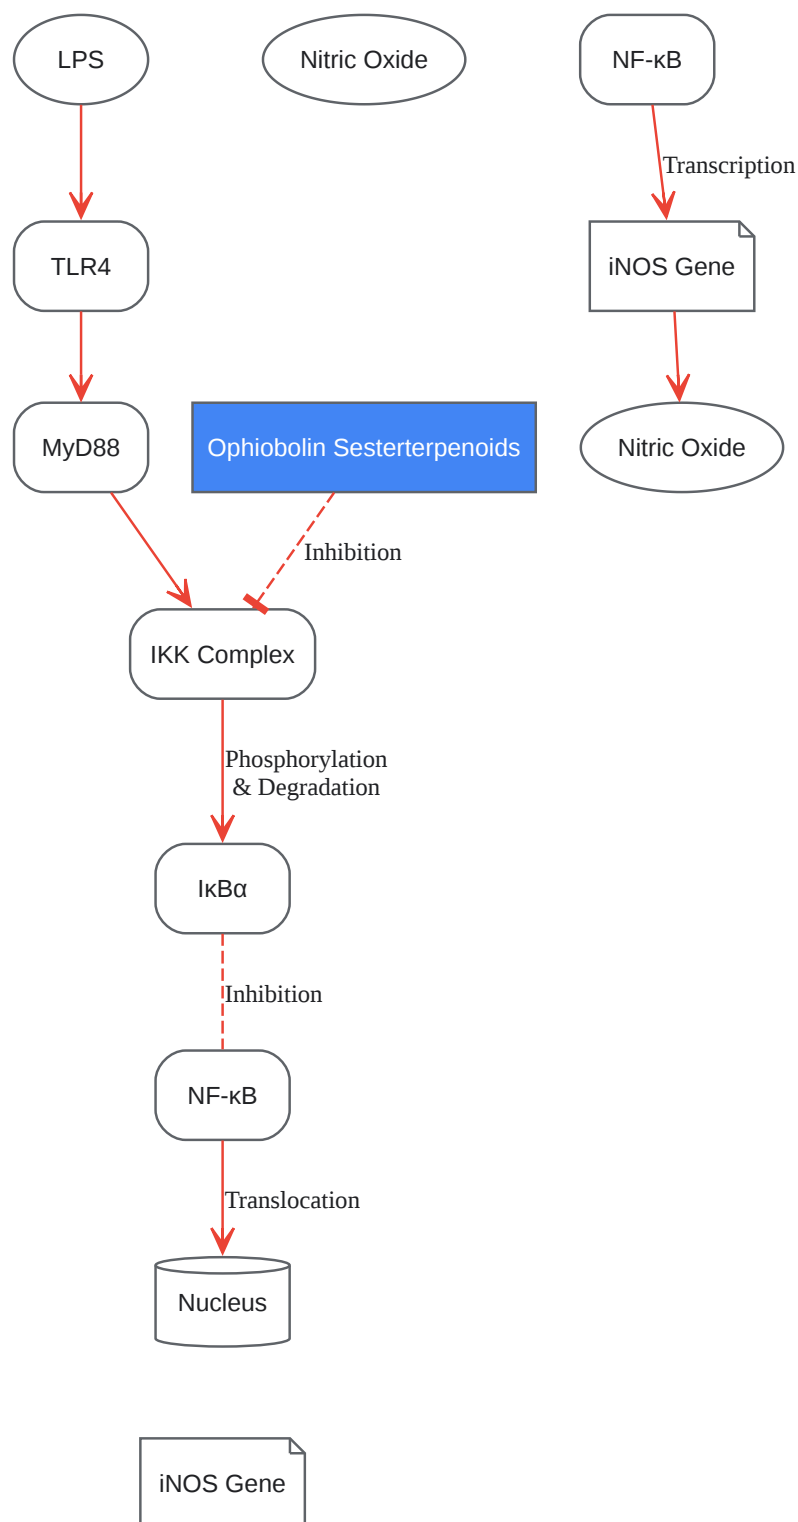 LPS
Nitric Oxide
NF-κB
Transcription
TLR4
iNOS Gene
MyD88
Ophiobolin Sesterterpenoids
Nitric Oxide
Inhibition
IKK Complex
Phosphorylation
& Degradation
IκBα
Inhibition
NF-κB
Translocation
Nucleus
iNOS Gene